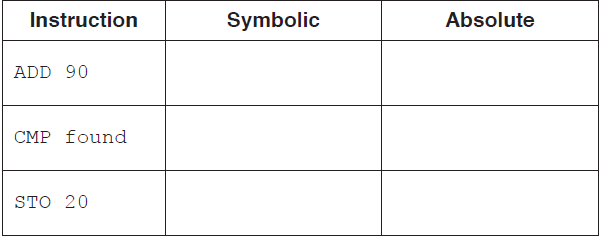 Instruction Symbolic Absolute
ADD 90
CMP found
STO 20